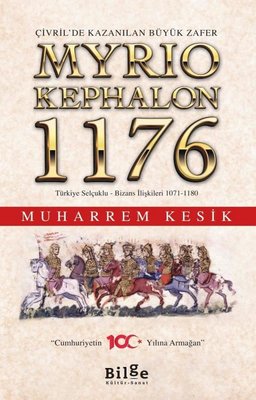 ÇİVRİL'DE KAZANILAN BÜYÜK ZAFER
MYRIO
KEPHALON
1176
Türkiye Selçuklu - Bizans İlişkileri 1071-1180
MUHARREM KESİK
"Cumhuriyetin 100 Yılına Armağan"
Bilge
Kültür-Sanat